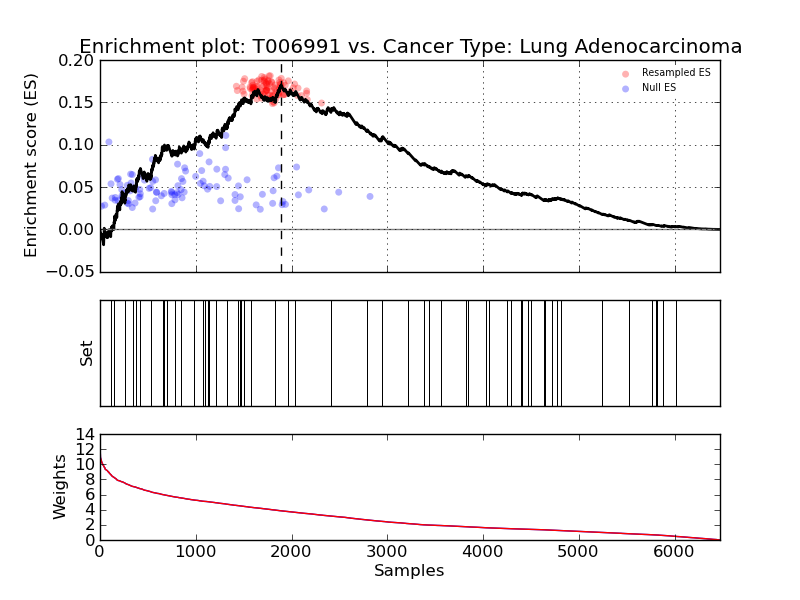 Enrichment plot: T006991 vs. Cancer Type: Lung Adenocarcinoma
Enrichment score (ES)
0.20
0.15
0.10
0.05
0.00
−0.05
Resampled ES
Null ES
Set
Weights
14
12
10
8
6
4
2
0
0 1000 2000 3000 4000 5000 6000
Samples